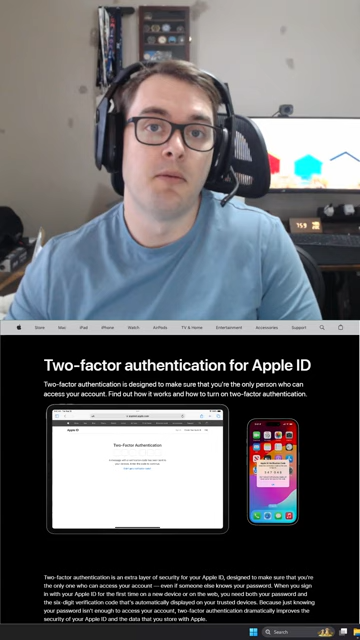 7:59
Store Mac iPad iPhone Watch AirPods TV & Home Entertainment Accessories Support
Two-factor authentication for Apple ID
Two-factor authentication is designed to make sure that you're the only person who can
access your account. Find out how it works and how to turn on two-factor authentication.
Apple ID
Two-Factor Authentication
Two-factor authentication is an extra layer of security for your Apple ID, designed to make sure that you're
the only one who can access your account — even if someone else knows your password. When you sign
in with your Apple ID for the first time on a new device or on the web, you need both your password and
the six-digit verification code that's automatically displayed on your trusted devices. Because just knowing
your password isn't enough to access your account, two-factor authentication dramatically improves the
security of your Apple ID and the data that you store with Apple.
Search